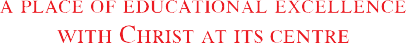 A PLACE OF EDUCATIONAL EXCELLENCE
WITH CHRIST AT ITS CENTRE